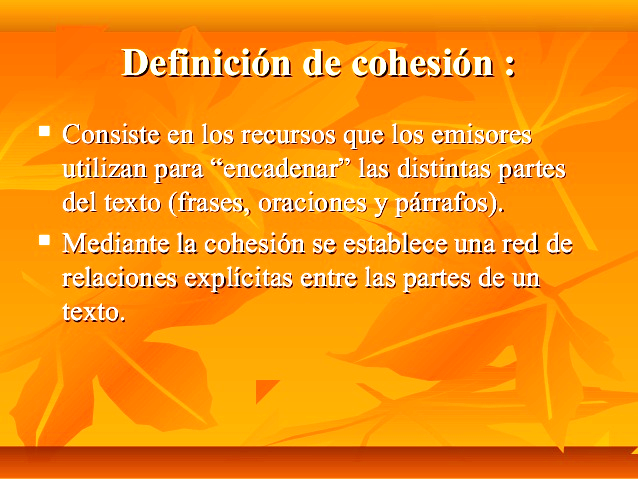 Definición de cohesión :
Consiste en los recursos que los emisores
utilizan para “encadenar” las distintas partes
del texto (frases, oraciones y párrafos).
Mediante la cohesión se establece una red de
relaciones explícitas entre las partes de un
texto.